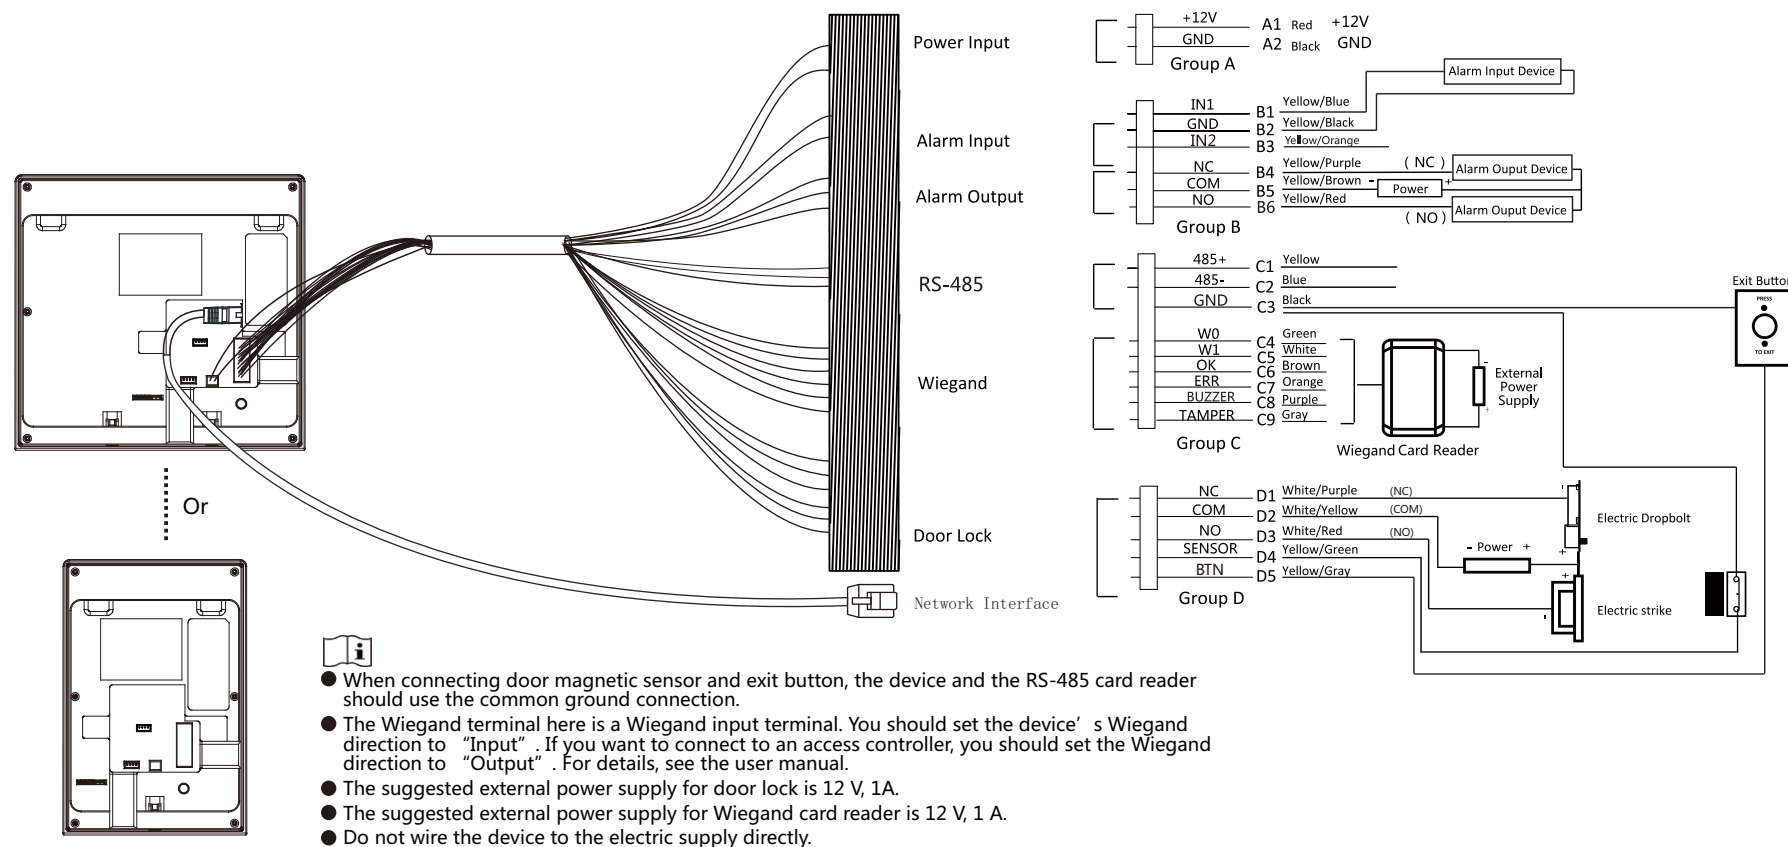 Power Input
Alarm Input
Alarm Output
RS-485
Wiegand
Door Lock
Network Interface
Or
+12V A1 Red +12V
GND A2 Black GND
Group A
Alarm Input Device
IN1 B1 Yellow/Blue
GND B2 Yellow/Black
IN2 B3 Yellow/Orange
NC B4 Yellow/Purple ( NC ) Alarm Ouput Device
COM B5 Yellow/Brown - Power +
NO B6 Yellow/Red ( NO ) Alarm Ouput Device
Group B
485+ C1 Yellow
485- C2 Blue
GND C3 Black
Exit Button
PRESS
TO EXIT
W0 C4 Green
W1 C5 White
OK C6 Brown
ERR C7 Orange
BUZZER C8 Purple
TAMPER C9 Gray
Group C
Wiegand Card Reader
-
External
Power
Supply
+
NC D1 White/Purple (NC)
COM D2 White/Yellow (COM)
NO D3 White/Red (NO)
SENSOR D4 Yellow/Green
BTN D5 Yellow/Gray
Group D
- Power +
-
Electric Dropbolt
+
+
Electric strike
-
i
● When connecting door magnetic sensor and exit button, the device and the RS-485 card reader
should use the common ground connection.
● The Wiegand terminal here is a Wiegand input terminal. You should set the device’ s Wiegand
direction to “Input” . If you want to connect to an access controller, you should set the Wiegand
direction to “Output” . For details, see the user manual.
● The suggested external power supply for door lock is 12 V, 1A.
● The suggested external power supply for Wiegand card reader is 12 V, 1 A.
● Do not wire the device to the electric supply directly.